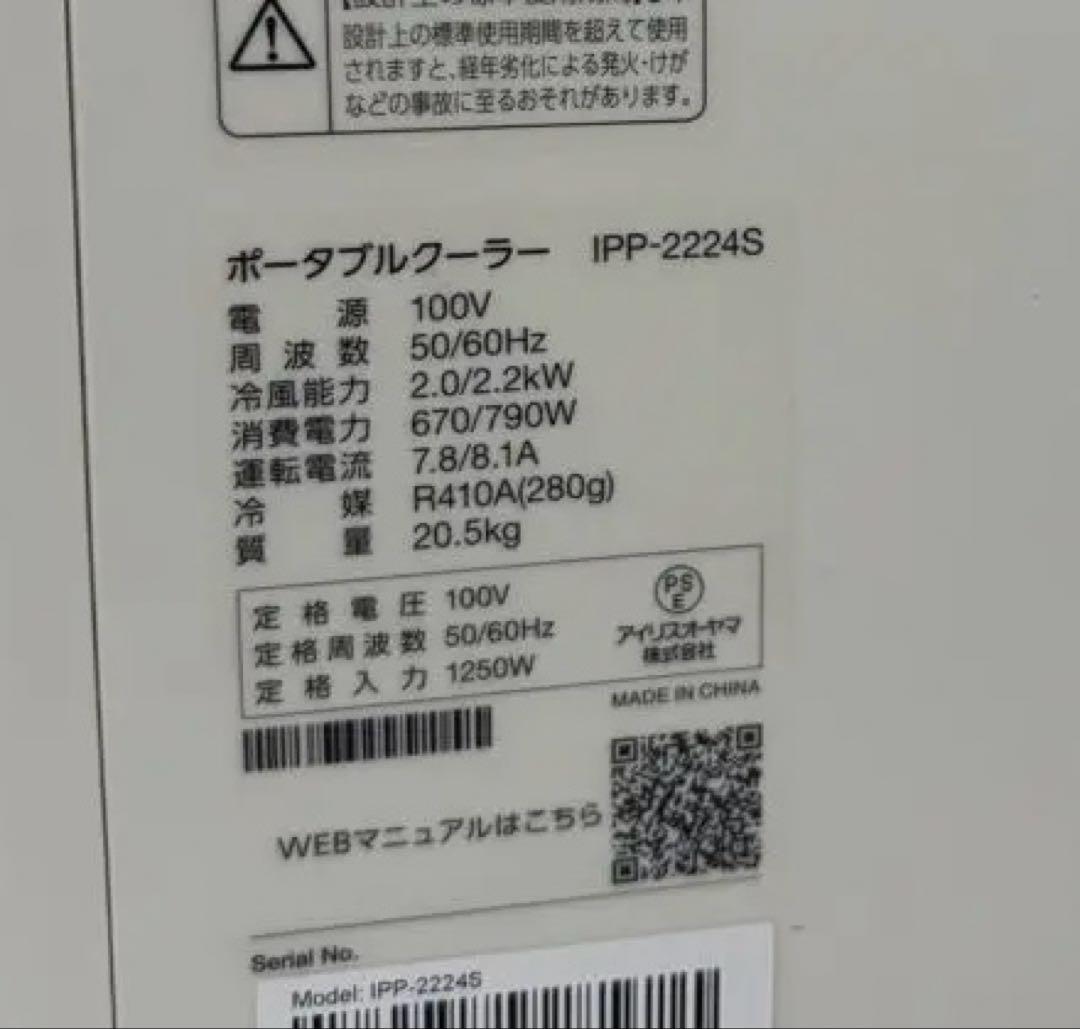 設計上の標準使用期間を超えて使用
されますと、経年劣化による発火・けが
などの事故に至るおそれがあります。
ポータブルクーラー IPP-2224S
電源 100V
周波数 50/60Hz
冷風能力 2.0/2.2kW
消費電力 670/790W
運転電流 7.8/8.1A
冷媒 R410A(280g)
質量 20.5kg
定格電圧 100V
定格周波数 50/60Hz
定格入力 1250W
PS
E
アイリスオーヤマ
株式会社
MADE IN CHINA
WEBマニュアルはこちら
Serial No.
Model: IPP-2224S